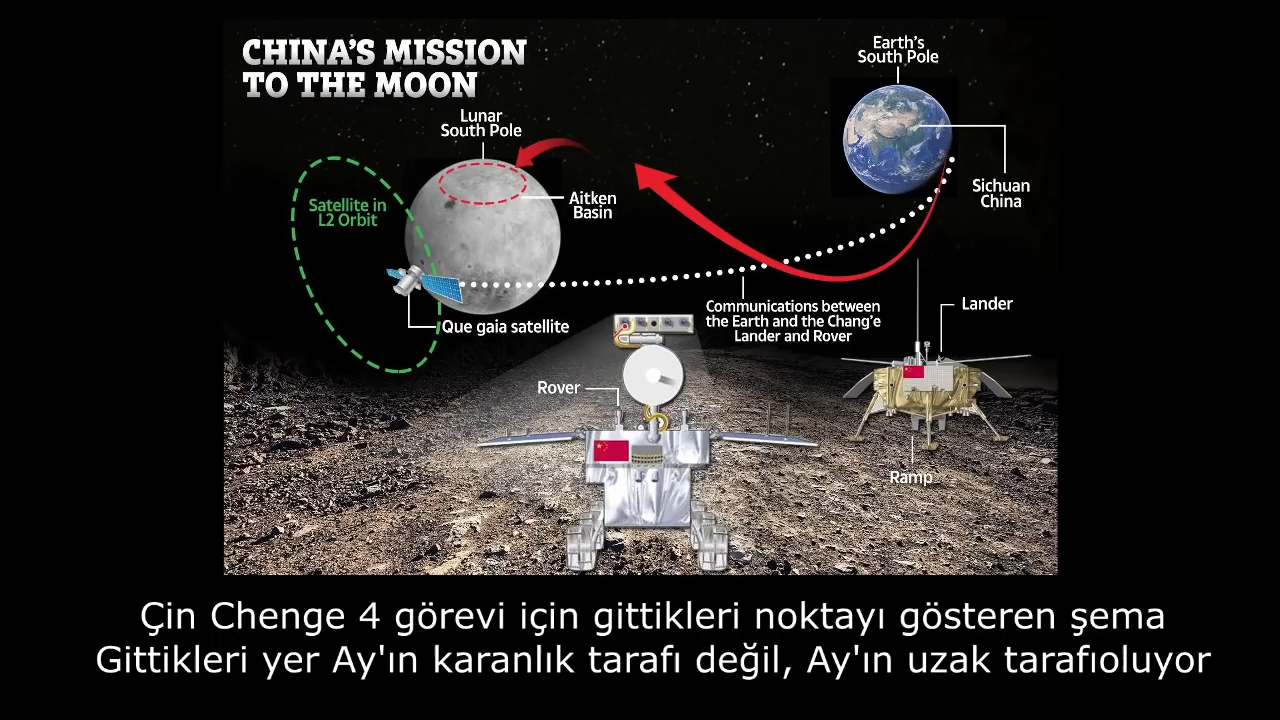 CHINA'S MISSION
TO THE MOON
Earth's
South Pole
Lunar
South Pole
Satellite in
L2 Orbit
Aitken
Basin
Sichuan
China
Que gaia satellite
Communications between
the Earth and the Chang'e
Lander and Rover
Lander
Rover
Ramp
Çin Chenge 4 görevi için gittikleri noktayı gösteren şema
Gittikleri yer Ay'ın karanlık tarafı değil, Ay'ın uzak tarafıoluyor